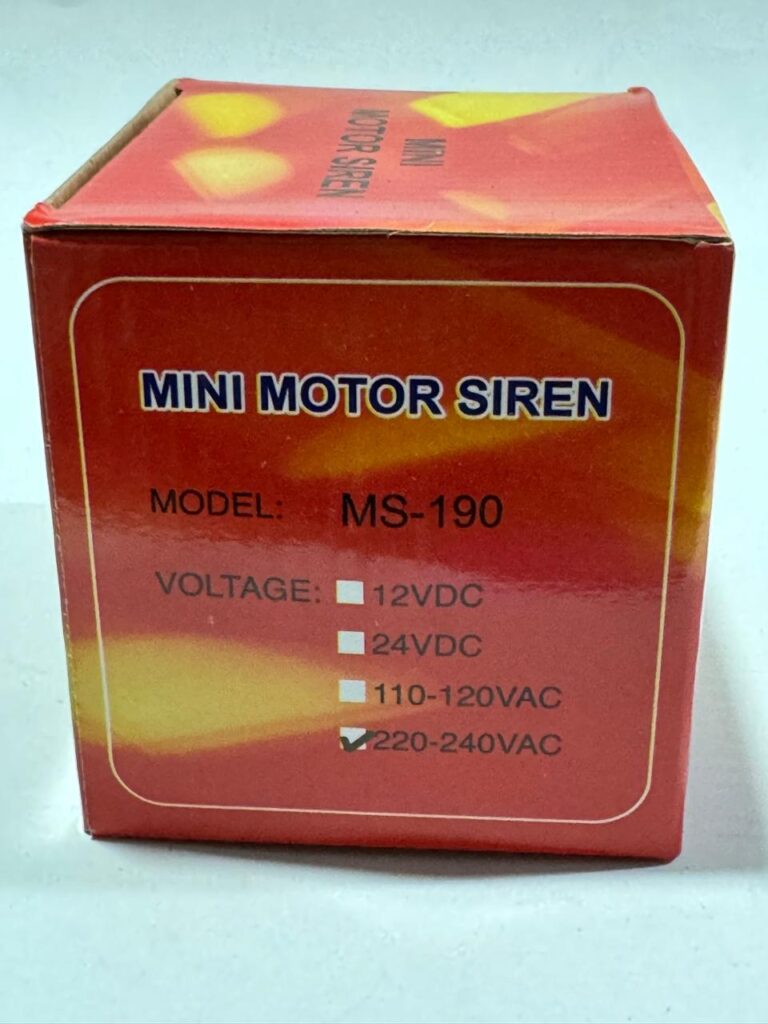 MINI
MOTOR SIREN
MINI MOTOR SIREN
MODEL: MS-190
VOLTAGE: 12VDC
24VDC
110-120VAC
220-240VAC